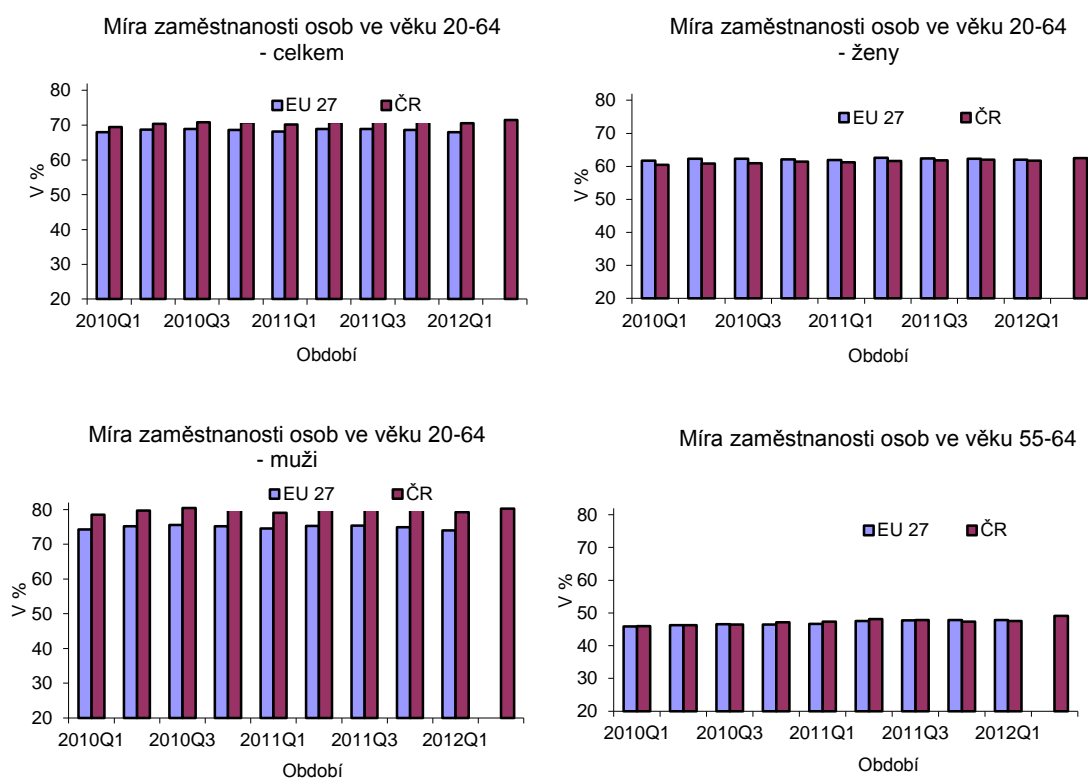 Míra zaměstnanosti osob ve věku 20-64
- celkem
EU 27 ČR
80
70
60
50
40
30
20
V %
2010Q1 2010Q3 2011Q1 2011Q3 2012Q1
Období
Míra zaměstnanosti osob ve věku 20-64
- ženy
EU 27 ČR
80
70
60
50
40
30
20
V %
2010Q1 2010Q3 2011Q1 2011Q3 2012Q1
Období
Míra zaměstnanosti osob ve věku 20-64
- muži
EU 27 ČR
80
70
60
50
40
30
20
V %
2010Q1 2010Q3 2011Q1 2011Q3 2012Q1
Období
Míra zaměstnanosti osob ve věku 55-64
EU 27 ČR
80
70
60
50
40
30
20
V %
2010Q1 2010Q3 2011Q1 2011Q3 2012Q1
Období